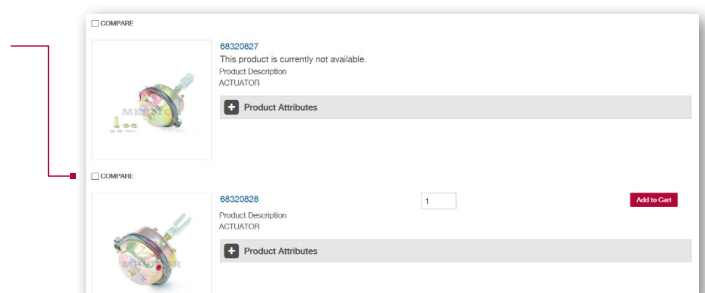 COMPARE
68320827
This product is currently not available.
Product Description
ACTUATOR
Product Attributes
COMPARE
68320828
1
Add to Cart
Product Description
ACTUATOR
Product Attributes